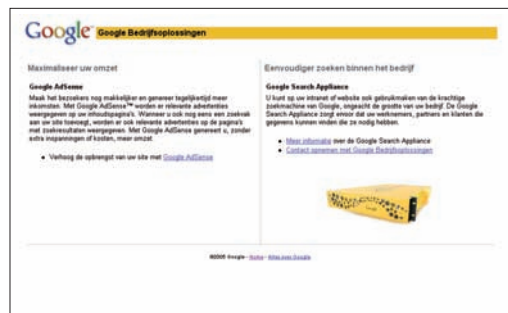 Google™ Google Bedrijfsoplossingen
Maximaliseer uw omzet
Google AdSense
Maak het bezoekers nog makkelijker en genereer tegelijkertijd meer
inkomsten. Met Google AdSense™ worden er relevante advertenties
weergegeven op uw inhoudspagina's. Wanneer u ook nog eens een zoekvak
aan uw site toevoegt, worden er ook relevante advertenties op de pagina's
met zoekresultaten weergegeven. Met Google AdSense genereert u, zonder
extra inspanningen of kosten, meer omzet.
• Verhoog de opbrengst van uw site met Google AdSense
Eenvoudiger zoeken binnen het bedrijf
Google Search Appliance
U kunt op uw intranet of website ook gebruikmaken van de krachtige
zoekmachine van Google, ongeacht de grootte van uw bedrijf. De Google
Search Appliance zorgt ervoor dat uw werknemers, partners en klanten die
gegevens kunnen vinden die ze nodig hebben.
• Meer informatie over de Google Search Appliance
• Contact opnemen met Google Bedrijfsoplossingen
Google
©2005 Google - Home - Alles over Google